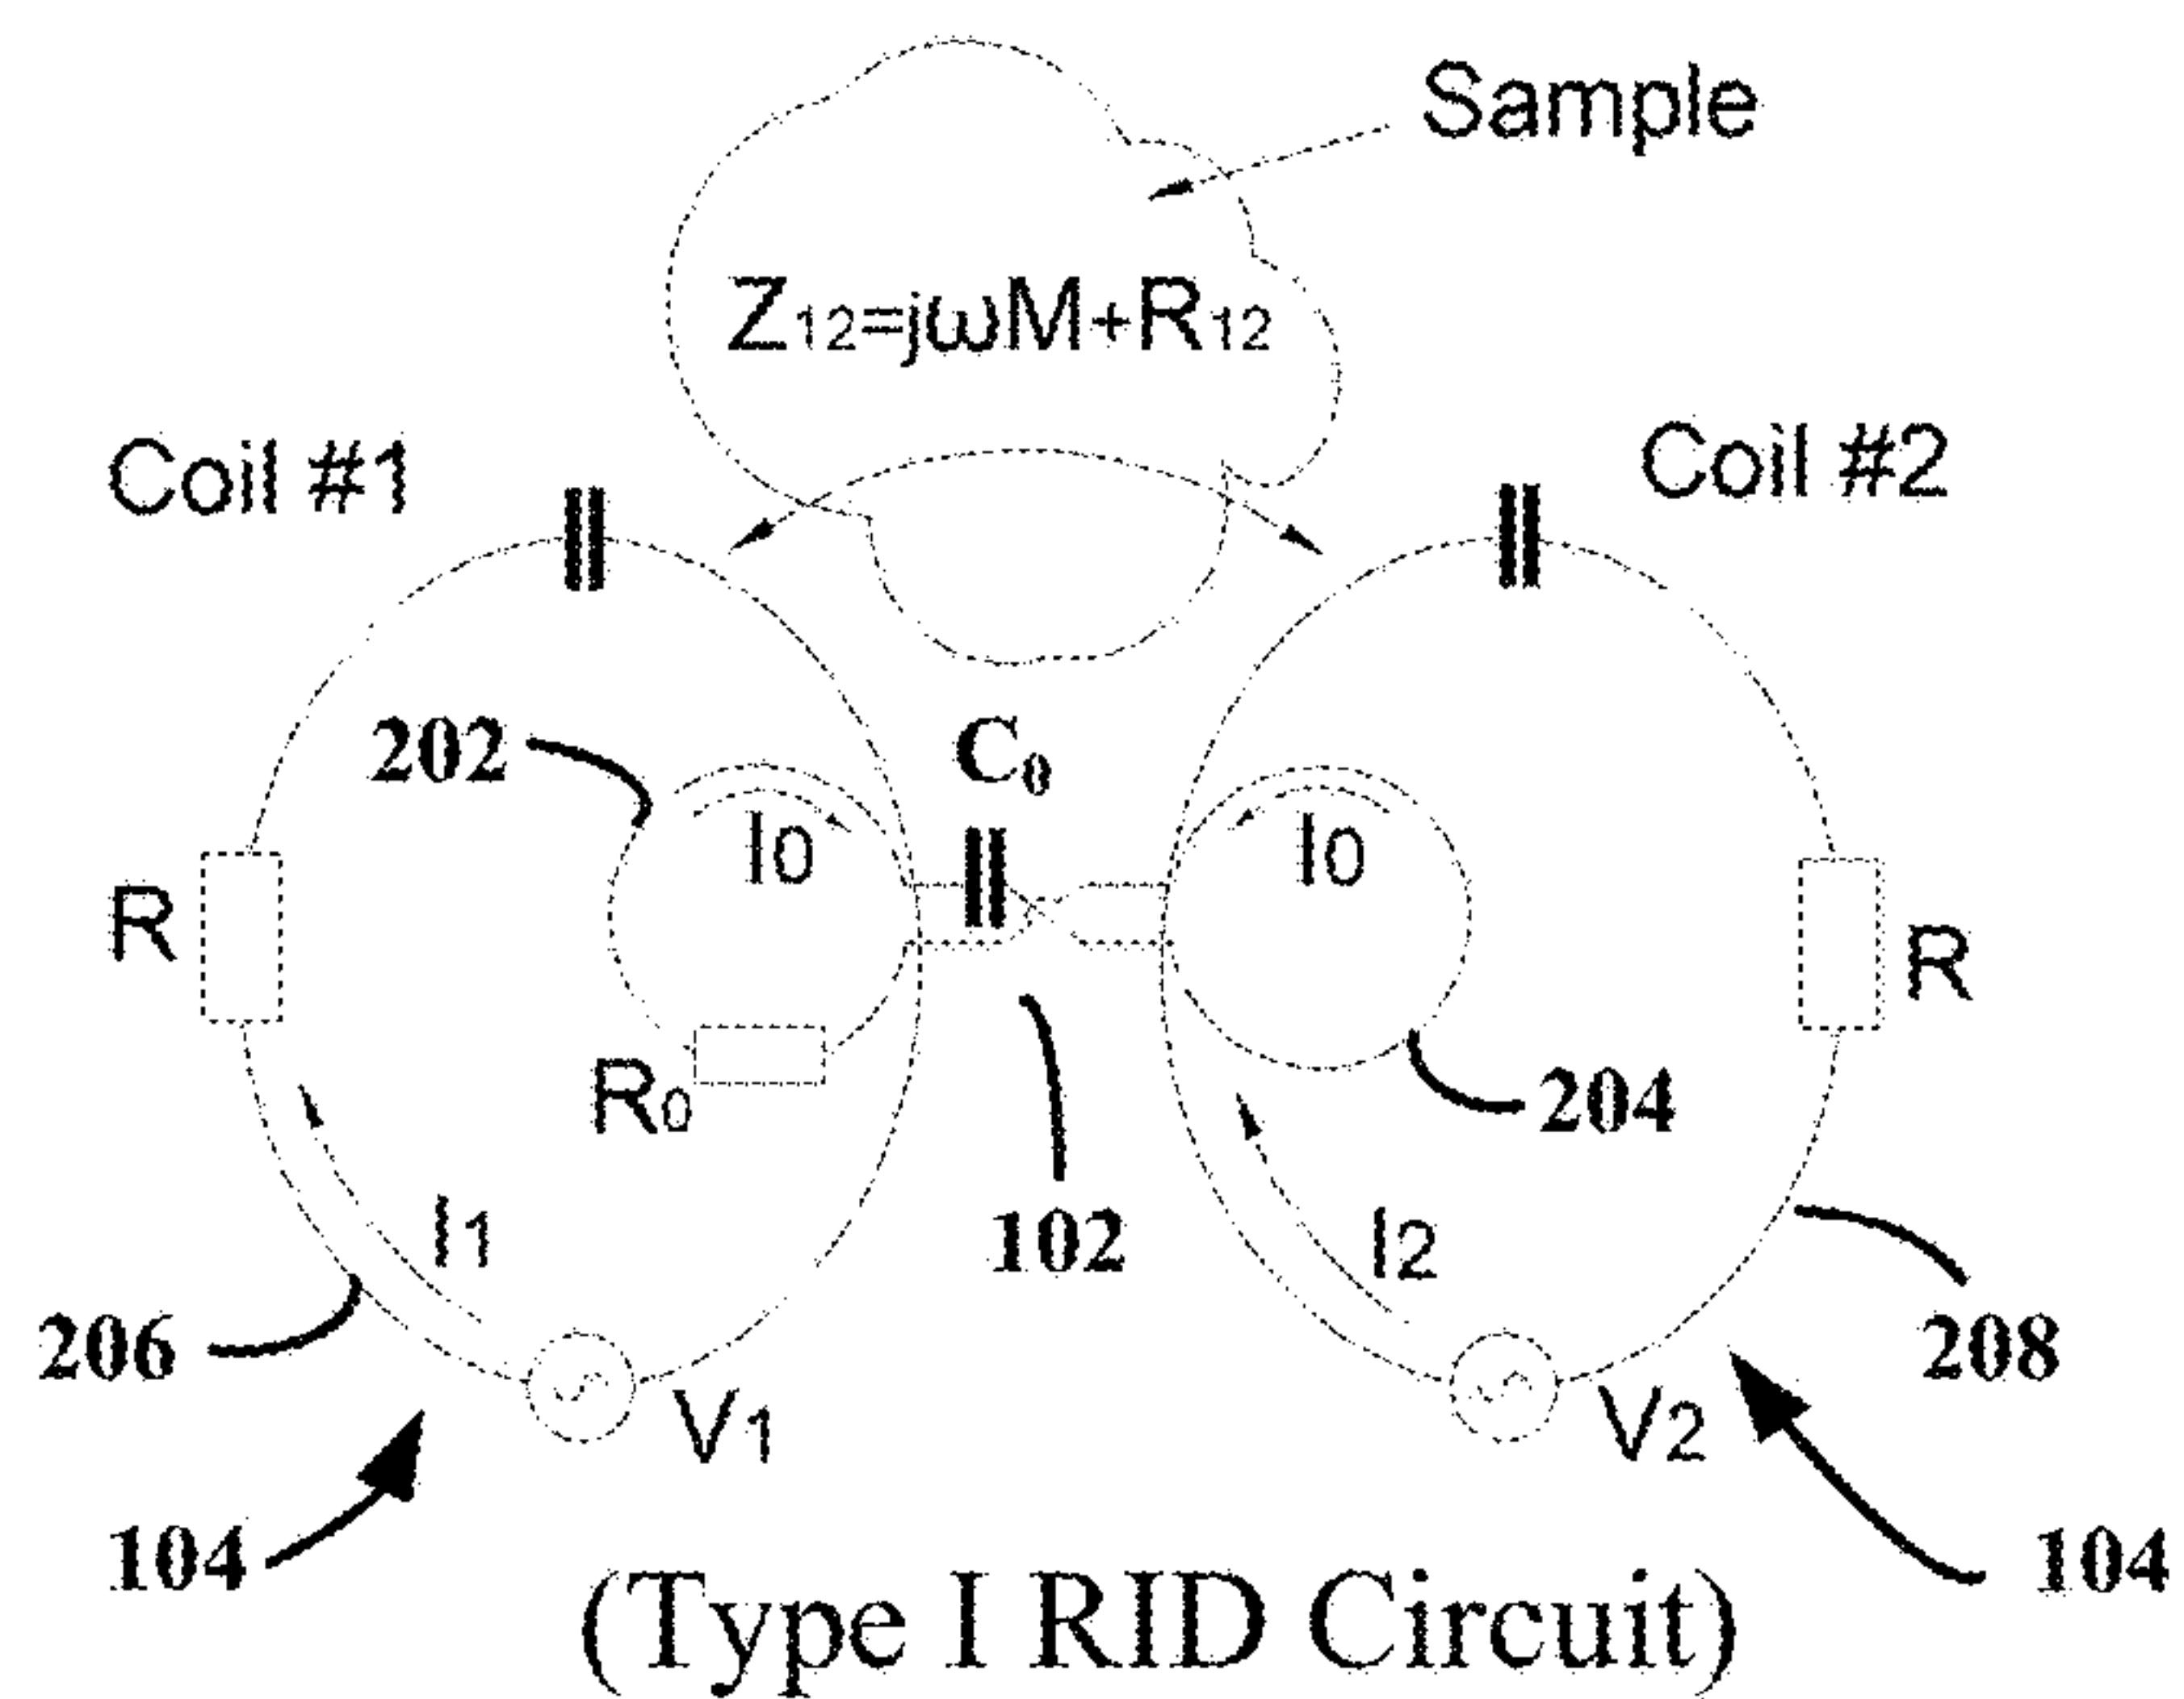 Sample
Z12=jωM+R12
Coil #1
Coil #2
202
C0
I0
I0
R
R
R0
204
I1
102
I2
206
208
V1
V2
104
104
(Type I RID Circuit)